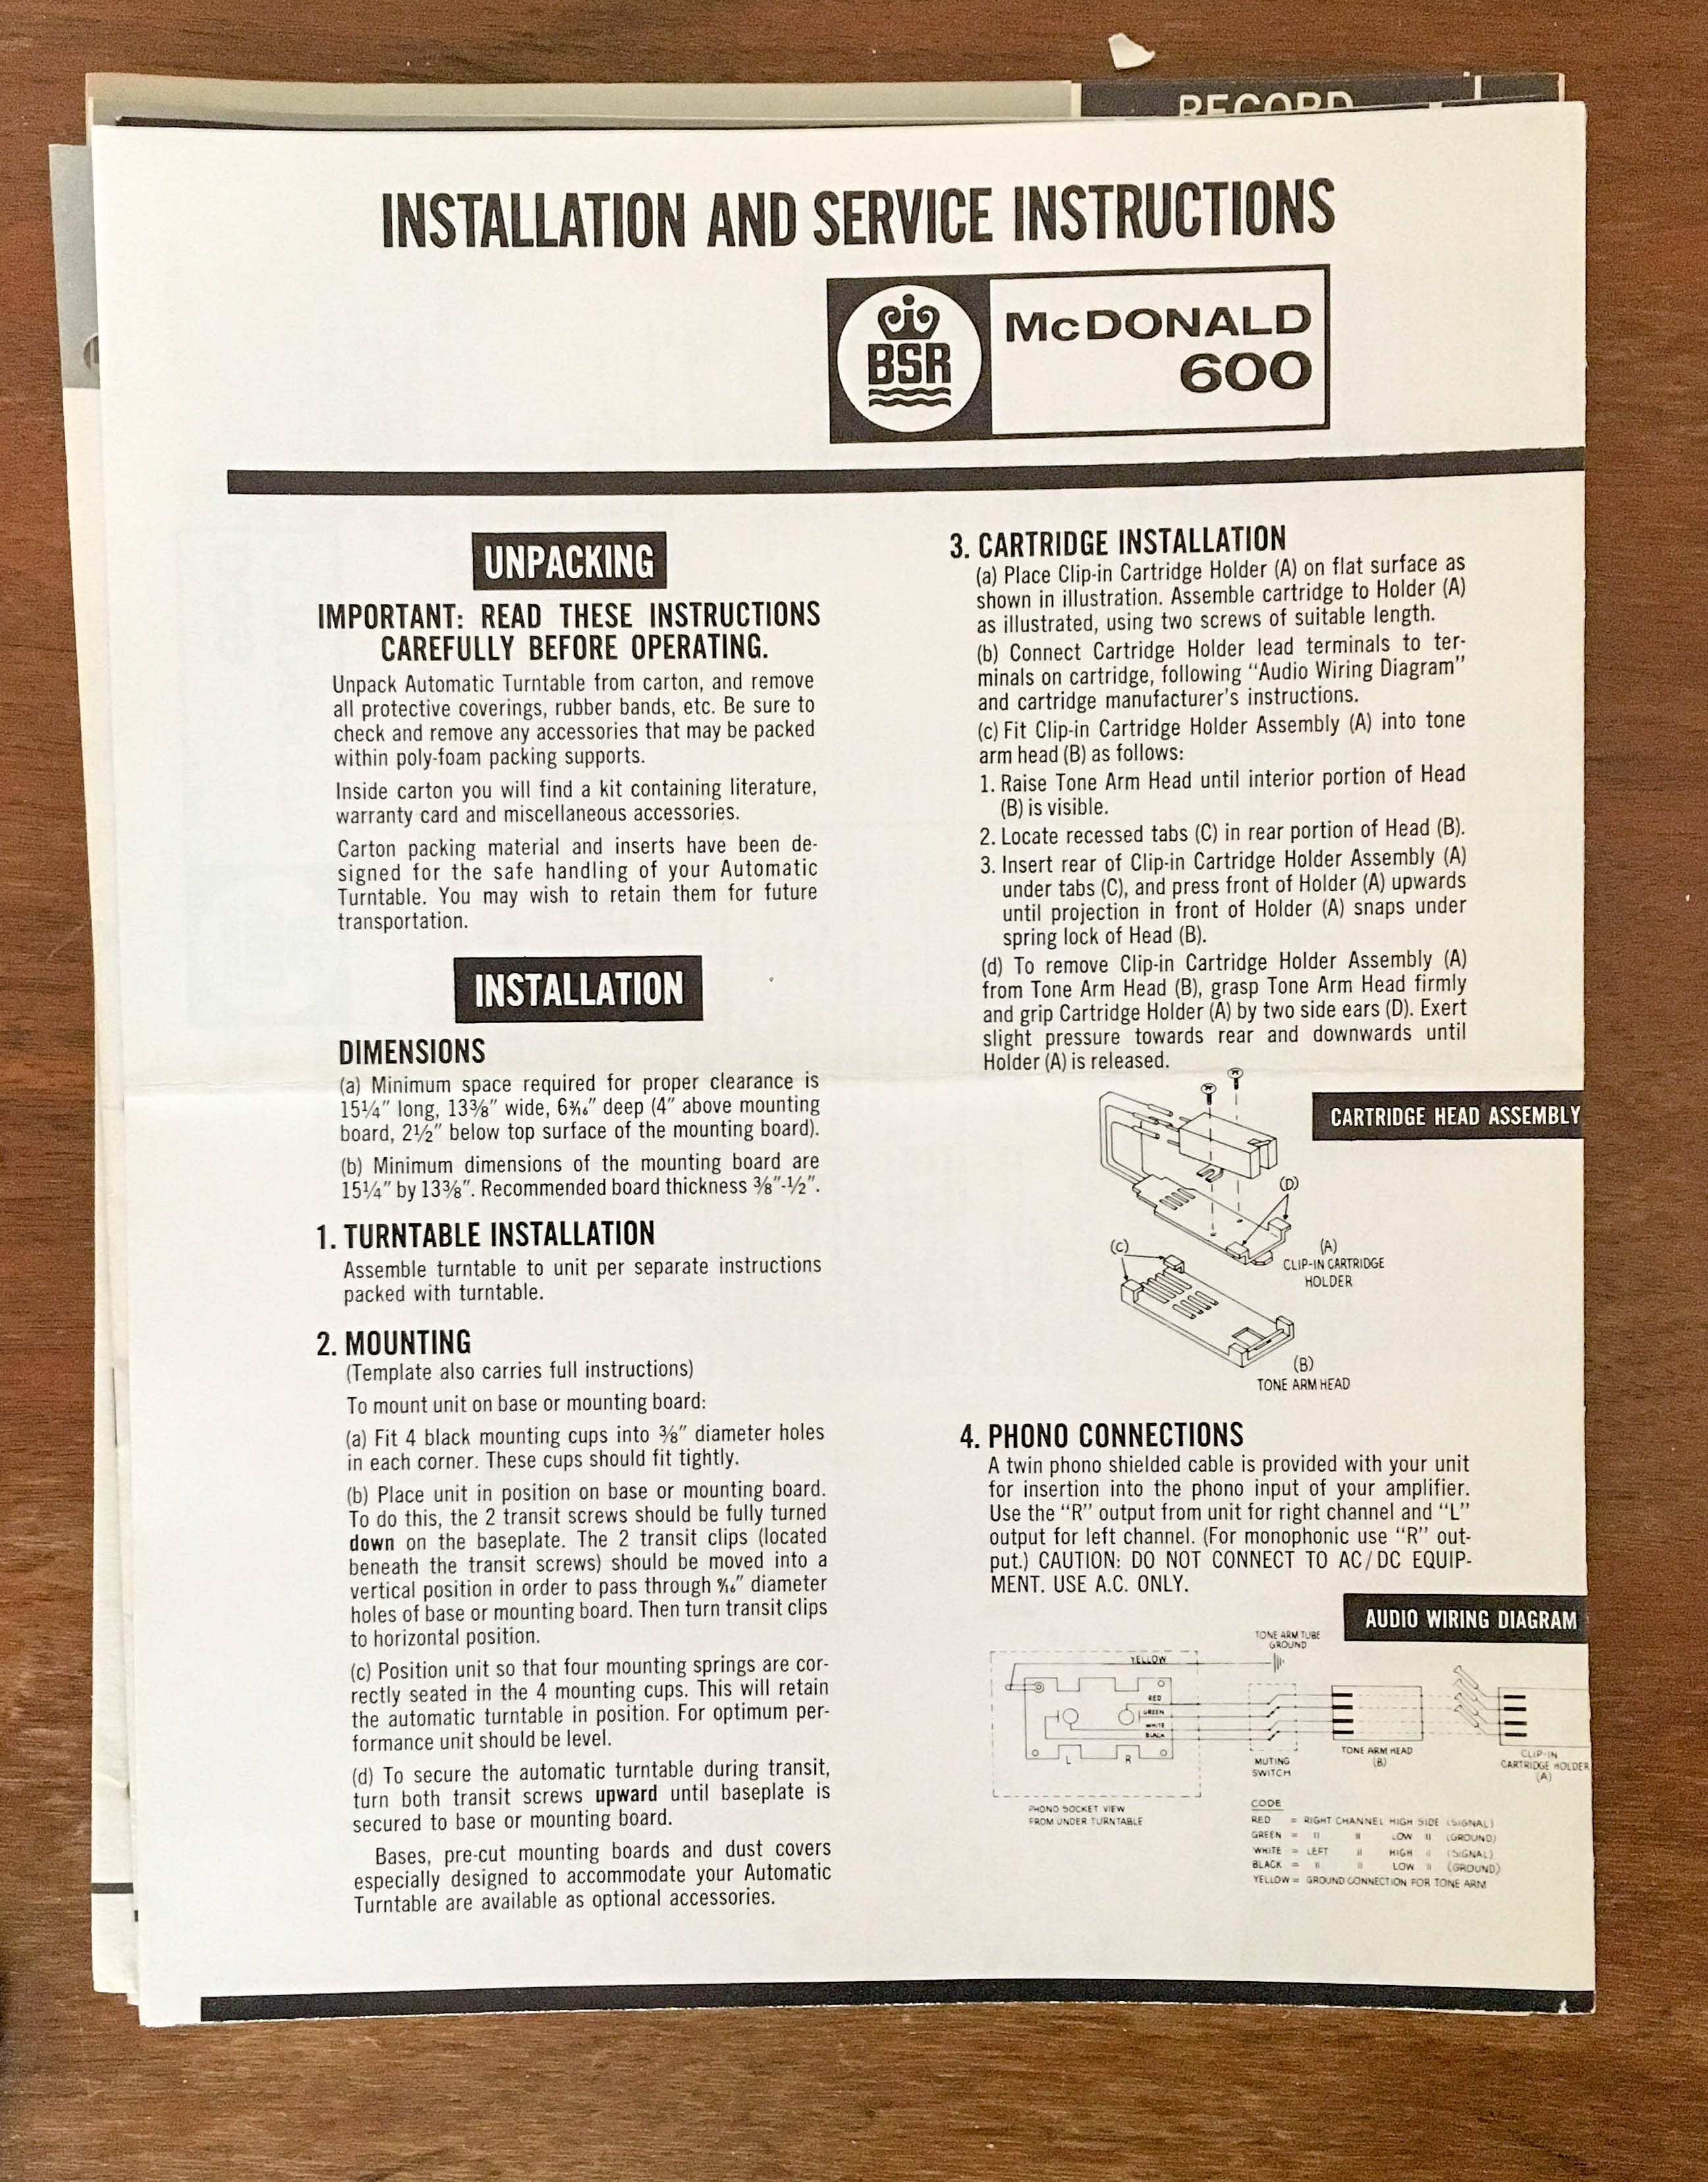 RECORD
INSTALLATION AND SERVICE INSTRUCTIONS
BSR
McDONALD
600
UNPACKING
IMPORTANT: READ THESE INSTRUCTIONS
CAREFULLY BEFORE OPERATING.
Unpack Automatic Turntable from carton, and remove
all protective coverings, rubber bands, etc. Be sure to
check and remove any accessories that may be packed
within poly-foam packing supports.
Inside carton you will find a kit containing literature,
warranty card and miscellaneous accessories.
Carton packing material and inserts have been de-
signed for the safe handling of your Automatic
Turntable. You may wish to retain them for future
transportation.
INSTALLATION
DIMENSIONS
(a) Minimum space required for proper clearance is
15¼" long, 13⅜" wide, 6³⁄₁₆" deep (4" above mounting
board, 2½" below top surface of the mounting board).
(b) Minimum dimensions of the mounting board are
15¼" by 13⅜". Recommended board thickness ⅜"-½".
1. TURNTABLE INSTALLATION
Assemble turntable to unit per separate instructions
packed with turntable.
2. MOUNTING
(Template also carries full instructions)
To mount unit on base or mounting board:
(a) Fit 4 black mounting cups into ⅜" diameter holes
in each corner. These cups should fit tightly.
(b) Place unit in position on base or mounting board.
To do this, the 2 transit screws should be fully turned
down on the baseplate. The 2 transit clips (located
beneath the transit screws) should be moved into a
vertical position in order to pass through ⁹⁄₁₆" diameter
holes of base or mounting board. Then turn transit clips
to horizontal position.
(c) Position unit so that four mounting springs are cor-
rectly seated in the 4 mounting cups. This will retain
the automatic turntable in position. For optimum per-
formance unit should be level.
(d) To secure the automatic turntable during transit,
turn both transit screws upward until baseplate is
secured to base or mounting board.
Bases, pre-cut mounting boards and dust covers
especially designed to accommodate your Automatic
Turntable are available as optional accessories.
3. CARTRIDGE INSTALLATION
(a) Place Clip-in Cartridge Holder (A) on flat surface as
shown in illustration. Assemble cartridge to Holder (A)
as illustrated, using two screws of suitable length.
(b) Connect Cartridge Holder lead terminals to ter-
minals on cartridge, following "Audio Wiring Diagram"
and cartridge manufacturer's instructions.
(c) Fit Clip-in Cartridge Holder Assembly (A) into tone
arm head (B) as follows:
1. Raise Tone Arm Head until interior portion of Head
(B) is visible.
2. Locate recessed tabs (C) in rear portion of Head (B).
3. Insert rear of Clip-in Cartridge Holder Assembly (A)
under tabs (C), and press front of Holder (A) upwards
until projection in front of Holder (A) snaps under
spring lock of Head (B).
(d) To remove Clip-in Cartridge Holder Assembly (A)
from Tone Arm Head (B), grasp Tone Arm Head firmly
and grip Cartridge Holder (A) by two side ears (D). Exert
slight pressure towards rear and downwards until
Holder (A) is released.
CARTRIDGE HEAD ASSEMBLY
(D)
(C)
(A)
CLIP-IN CARTRIDGE
HOLDER
(B)
TONE ARM HEAD
4. PHONO CONNECTIONS
A twin phono shielded cable is provided with your unit
for insertion into the phono input of your amplifier.
Use the "R" output from unit for right channel and "L"
output for left channel. (For monophonic use "R" out-
put.) CAUTION: DO NOT CONNECT TO AC/DC EQUIP-
MENT. USE A.C. ONLY.
AUDIO WIRING DIAGRAM
TONE ARM TUBE
GROUND
YELLOW
RED
GREEN
WHITE
BLACK
L R
MUTING
SWITCH
TONE ARM HEAD
(B)
CLIP-IN
CARTRIDGE HOLDER
(A)
PHONO SOCKET VIEW
FROM UNDER TURNTABLE
CODE
RED = RIGHT CHANNEL HIGH SIDE (SIGNAL)
GREEN = " " LOW " (GROUND)
WHITE = LEFT " HIGH " (SIGNAL)
BLACK = " " LOW " (GROUND)
YELLOW = GROUND CONNECTION FOR TONE ARM